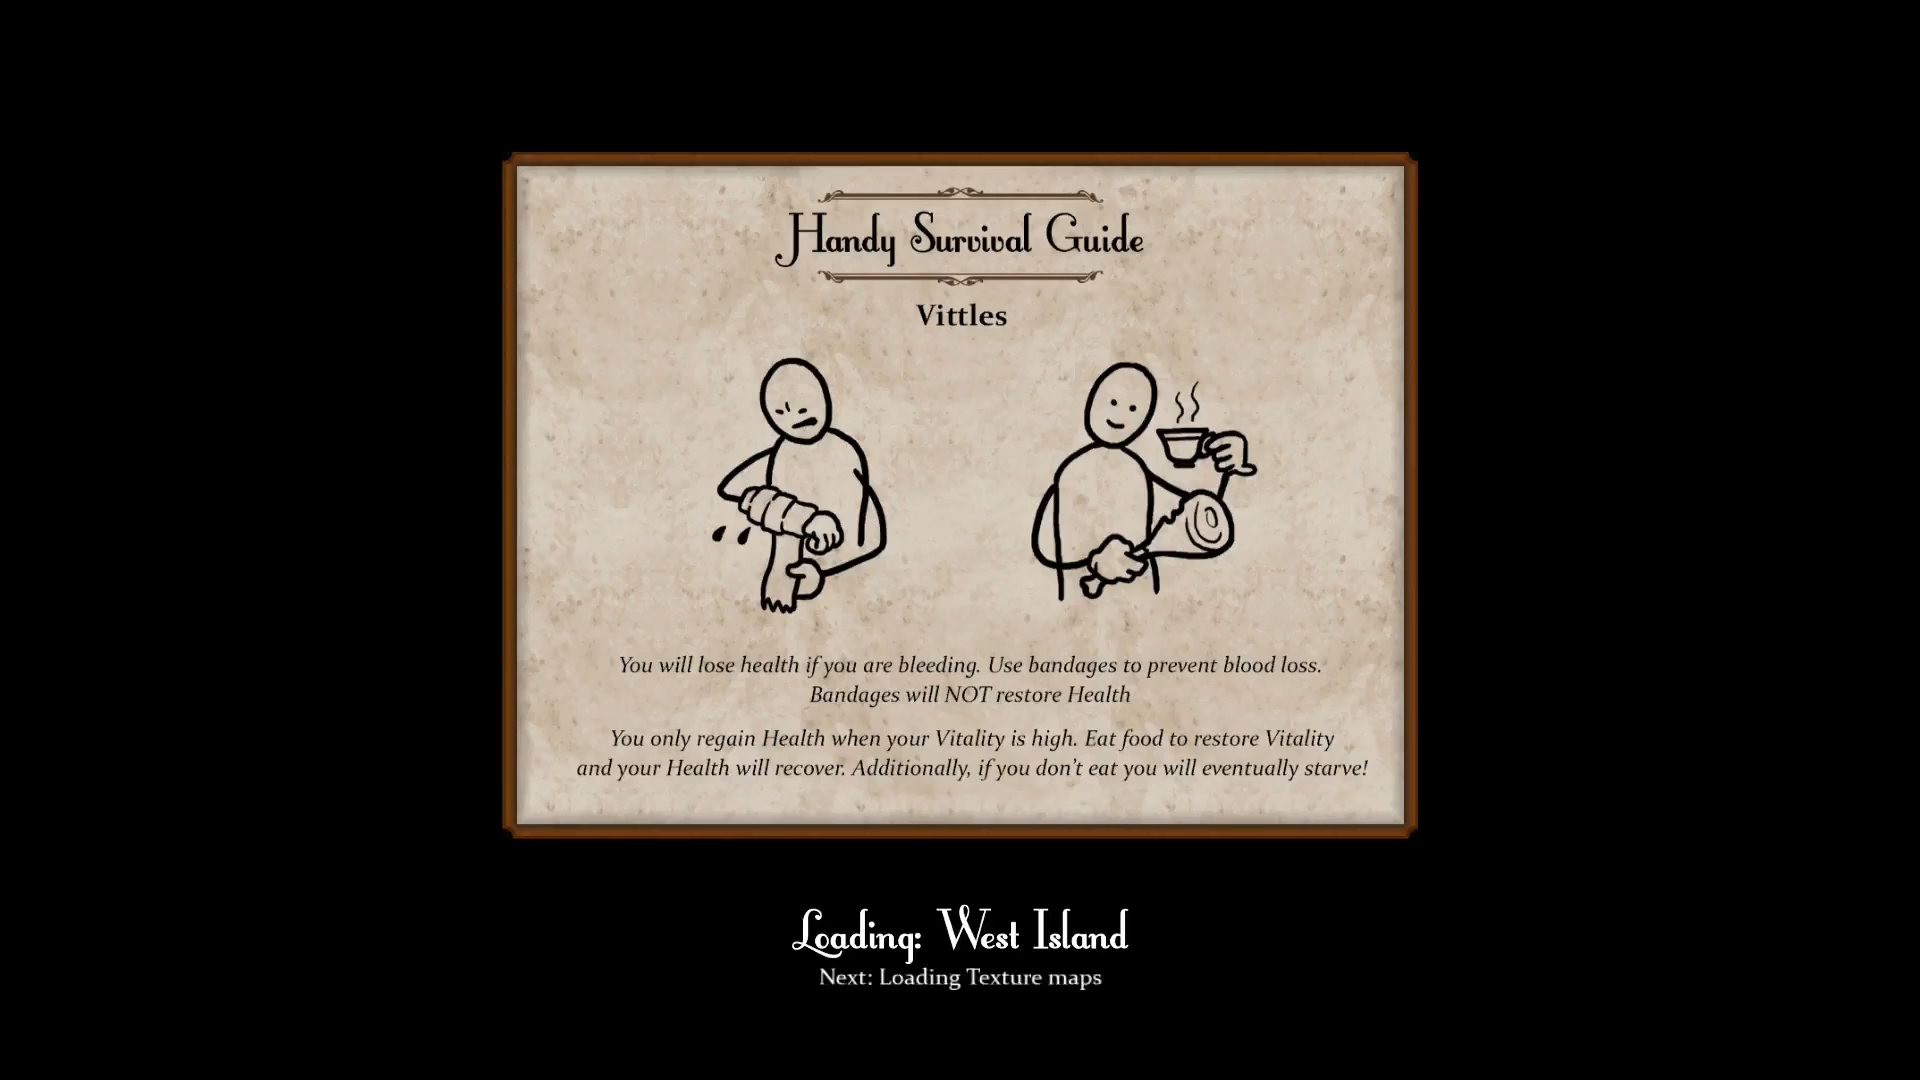 Handy Survival Guide
Vittles
You will lose health if you are bleeding. Use bandages to prevent blood loss.
Bandages will NOT restore Health
You only regain Health when your Vitality is high. Eat food to restore Vitality
and your Health will recover. Additionally, if you don't eat you will eventually starve!
Loading: West Island
Next: Loading Texture maps